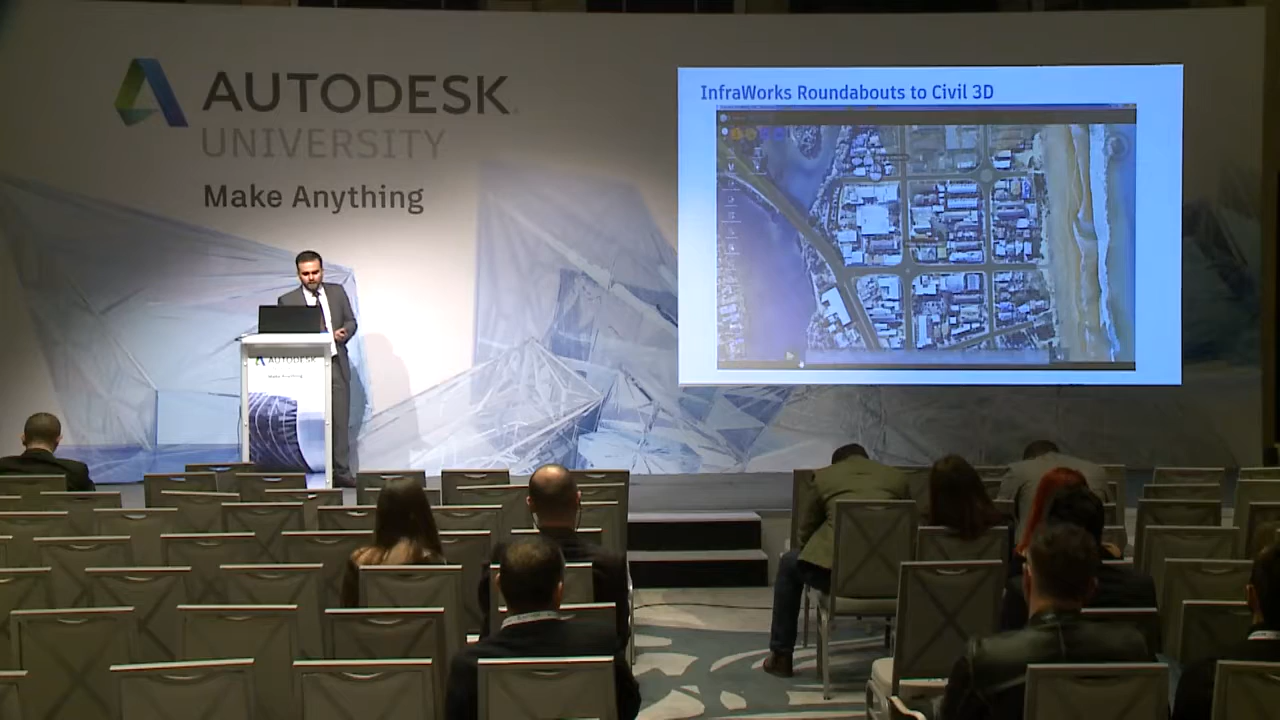 AUTODESK
UNIVERSITY
Make Anything
InfraWorks Roundabouts to Civil 3D
AUTODESK
Make Anything